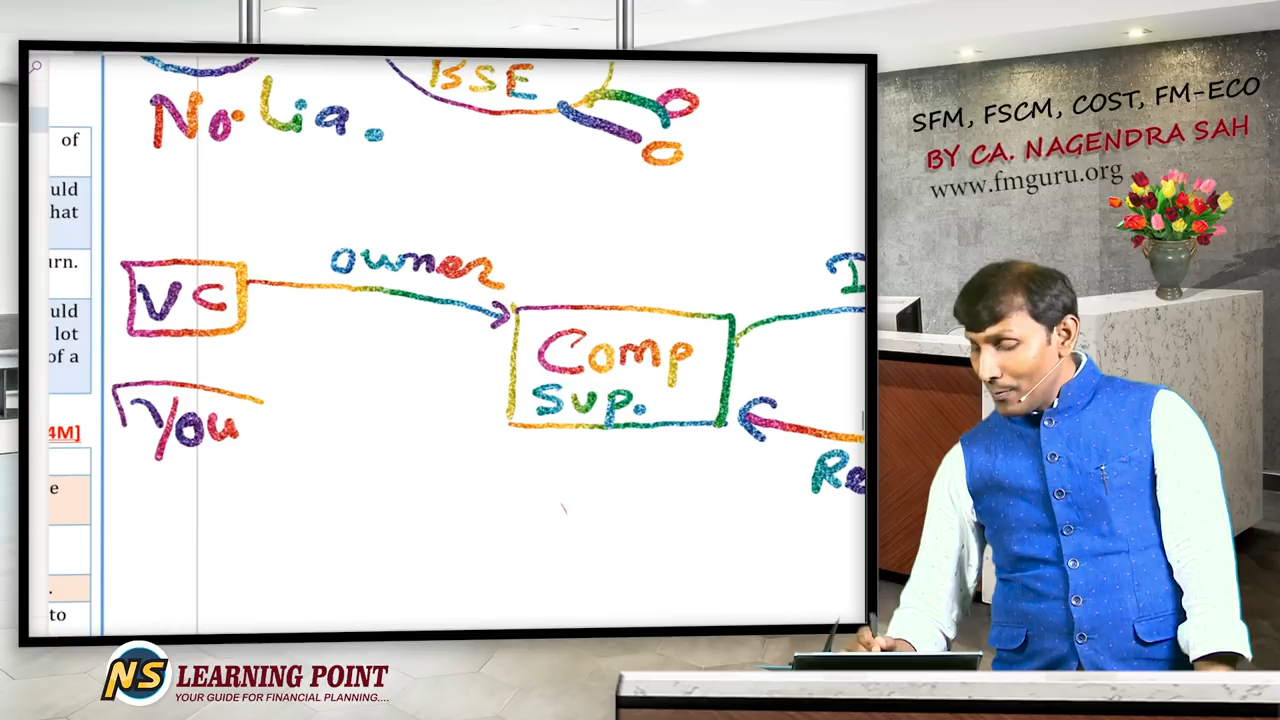 BSE
No. Lia.
of
uld
hat
urn.
uld
lot
of a
4M]
e
.
to
owner
VC
Comp
Sup.
You
Re
SFM, FSCM, COST, FM-ECO
BY CA. NAGENDRA SAH
www.fmguru.org
NS LEARNING POINT
YOUR GUIDE FOR FINANCIAL PLANNING....